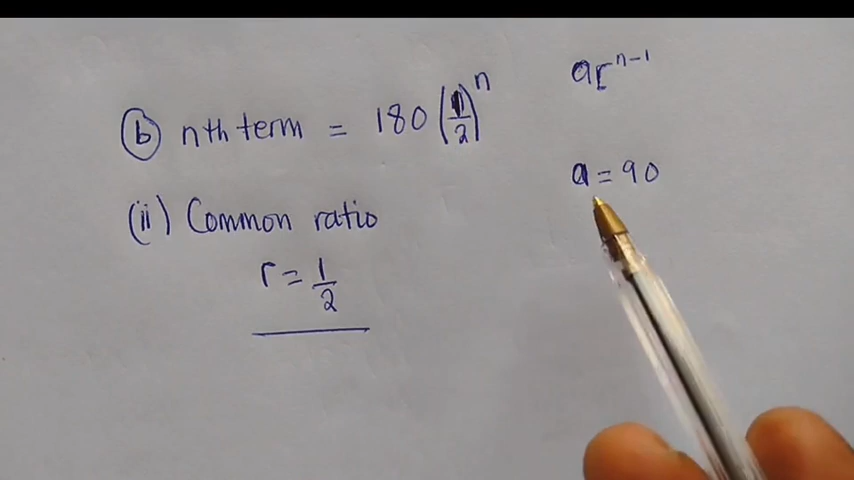 (b) nth term = 180 (1/2)^n
ar^(n-1)
a = 90
(ii) Common ratio
r = 1/2